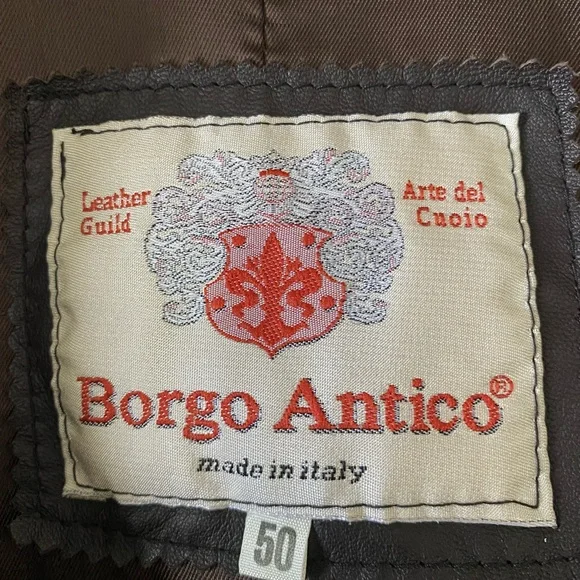 Leather
Guild
Arte del
Cuoio
Borgo Antico®
made in italy
50